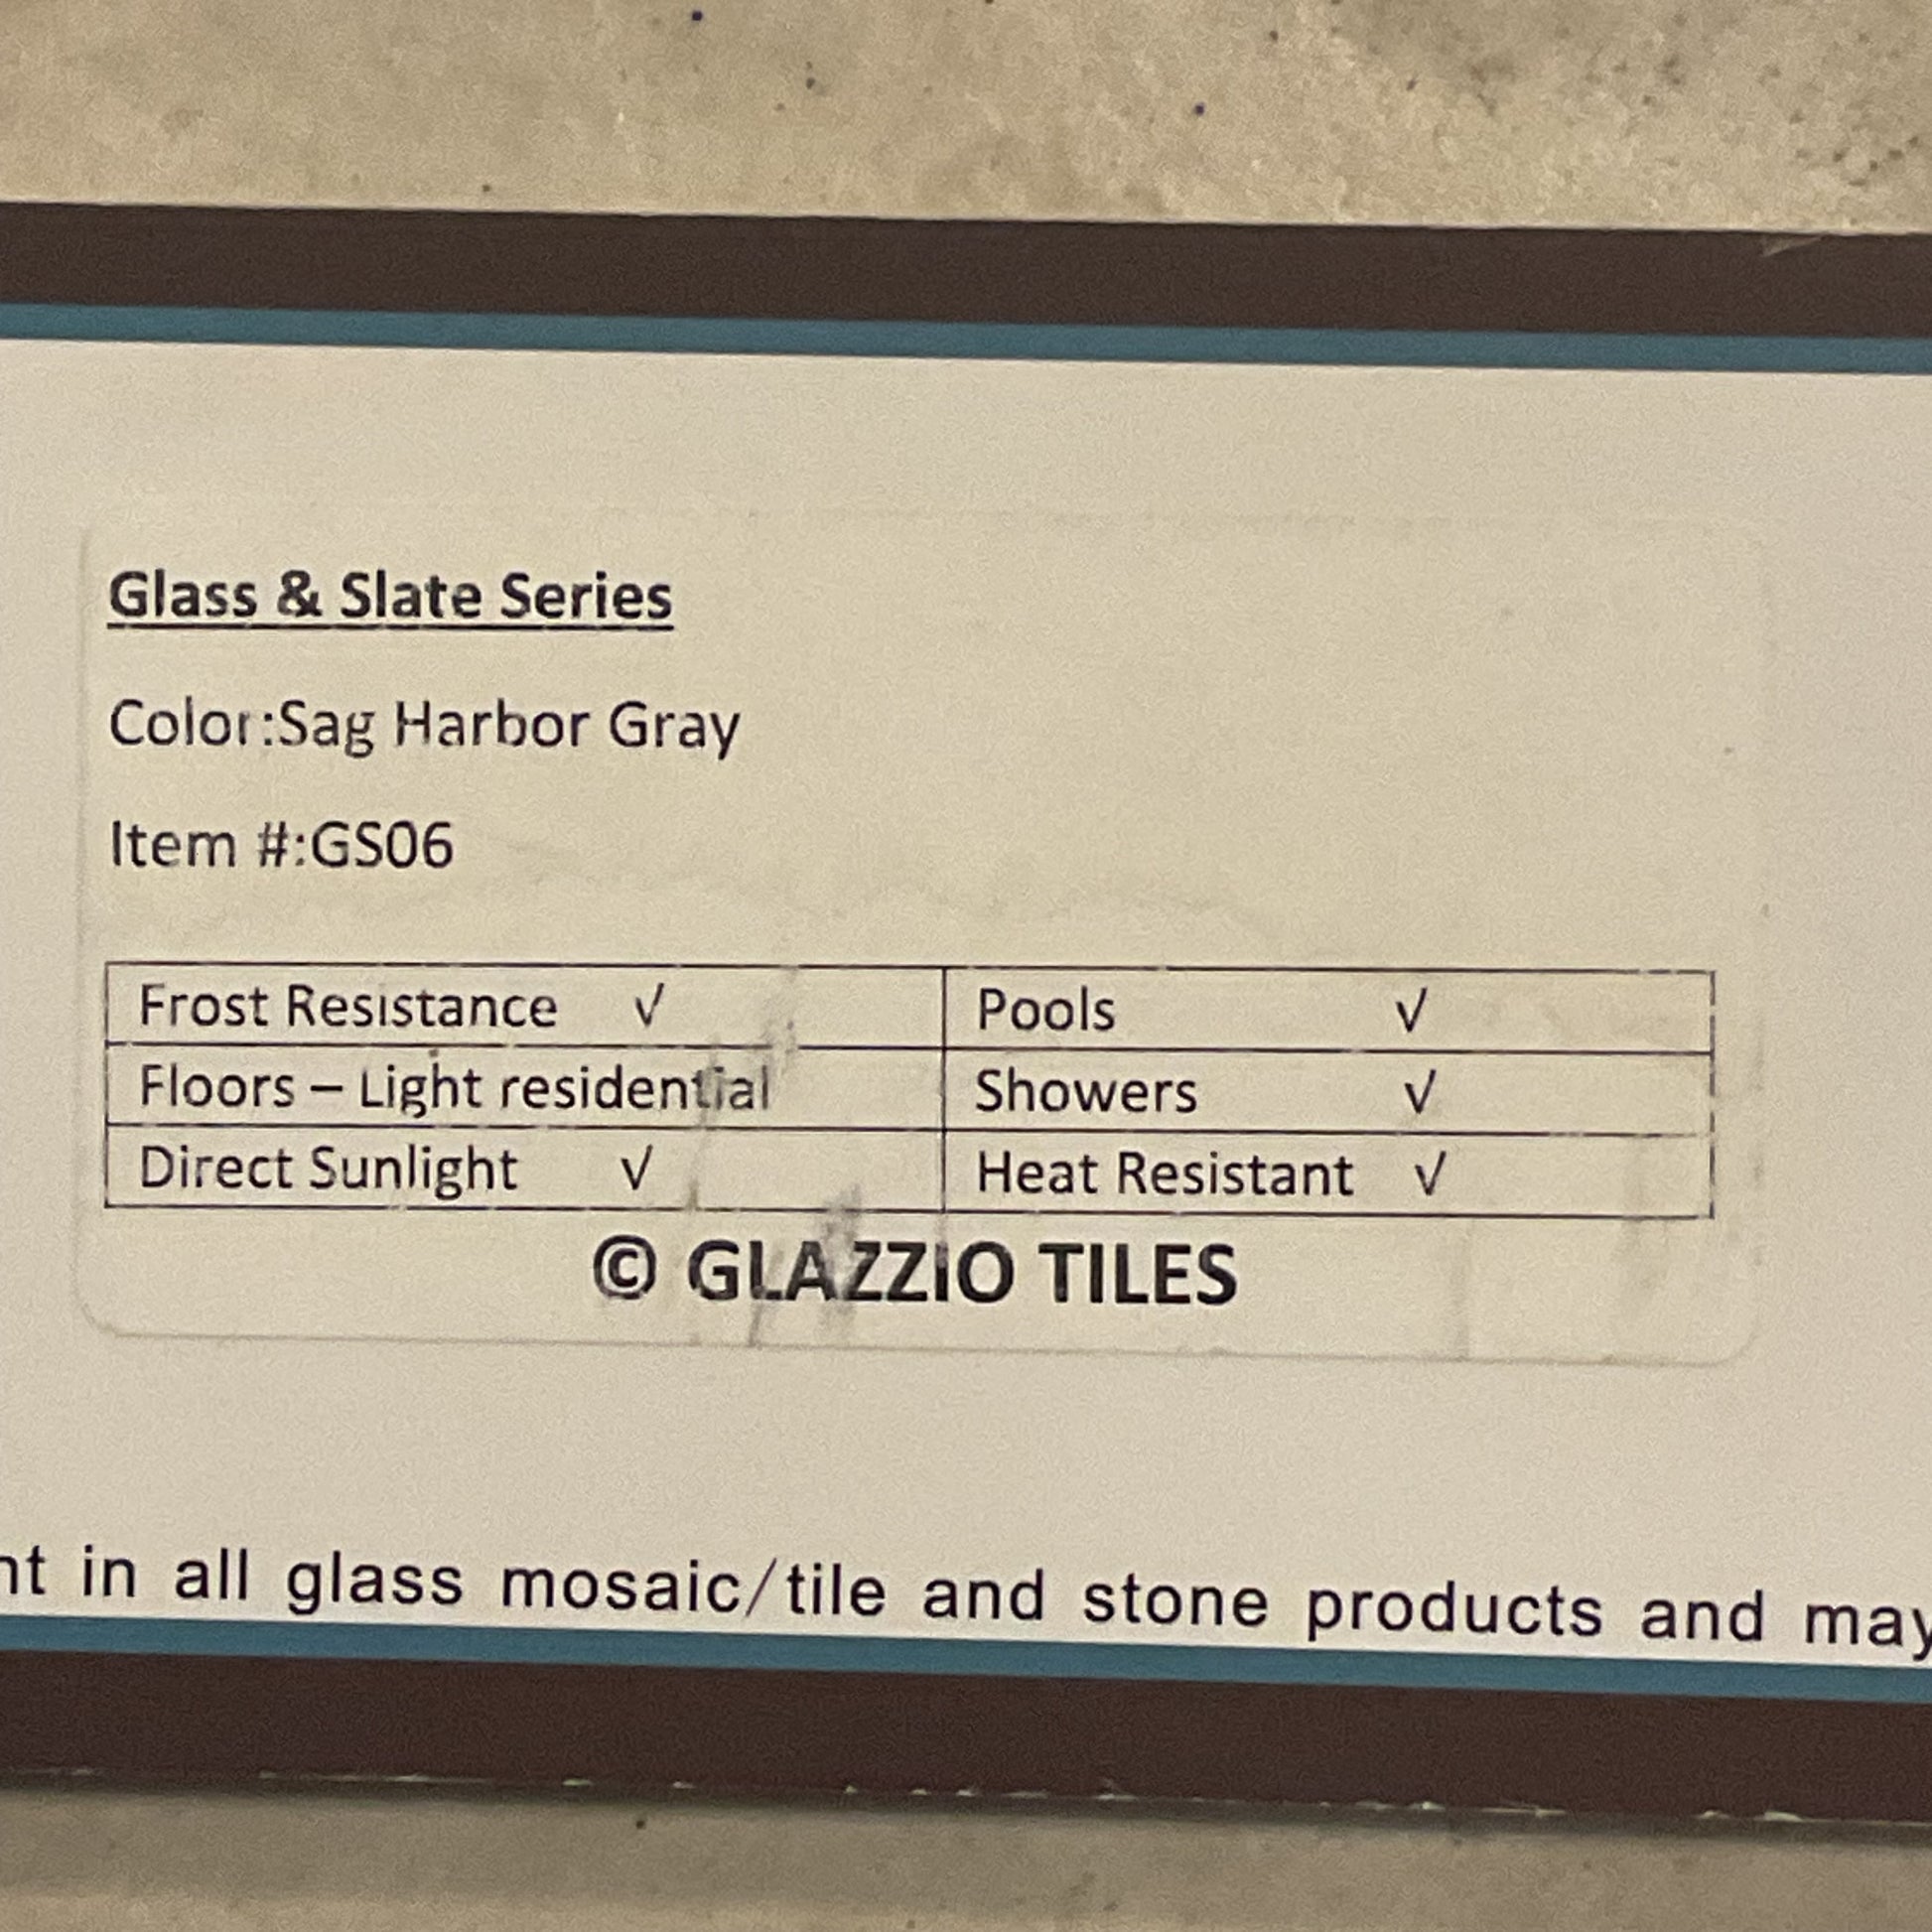 Glass & Slate Series
Color:Sag Harbor Gray
Item #:GS06
Frost Resistance √ Pools √
Floors – Light residential Showers √
Direct Sunlight √ Heat Resistant √
© GLAZZIO TILES
in all glass mosaic/tile and stone products and may